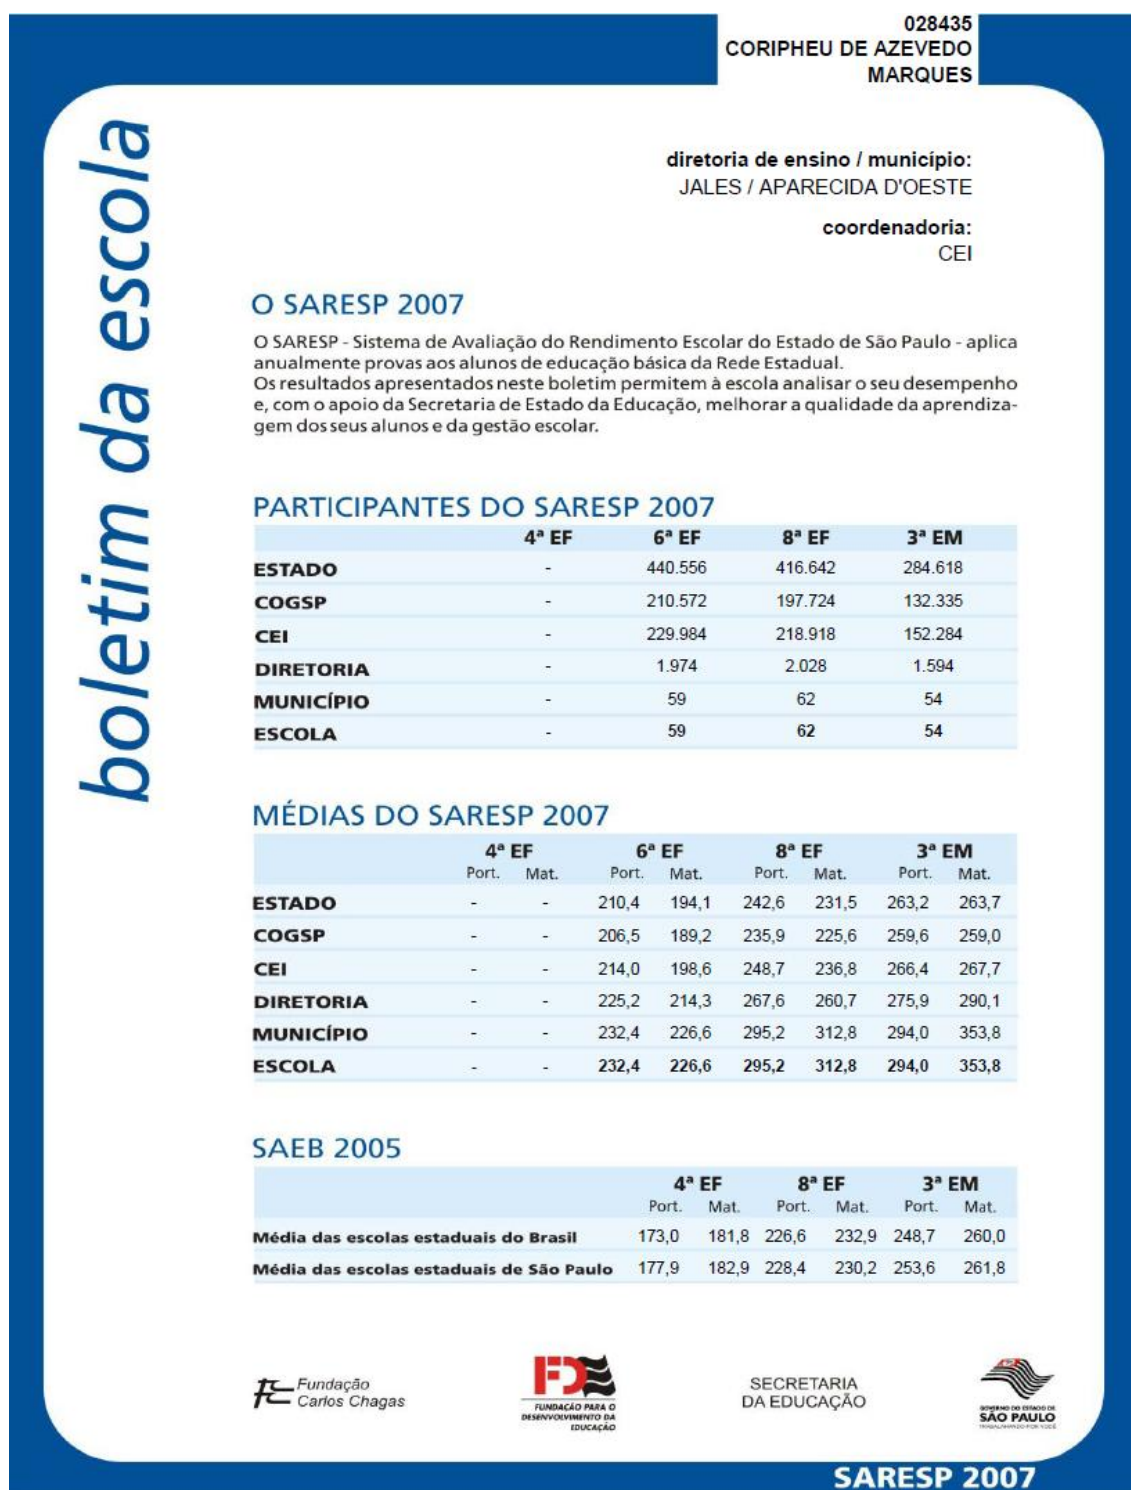 028435
CORIPHEU DE AZEVEDO
MARQUES
boletim da escola
diretoria de ensino / município:
JALES / APARECIDA D'OESTE
coordenadoria:
CEI
O SARESP 2007
O SARESP - Sistema de Avaliação do Rendimento Escolar do Estado de São Paulo - aplica
anualmente provas aos alunos de educação básica da Rede Estadual.
Os resultados apresentados neste boletim permitem à escola analisar o seu desempenho
e, com o apoio da Secretaria de Estado da Educação, melhorar a qualidade da aprendiza-
gem dos seus alunos e da gestão escolar.
PARTICIPANTES DO SARESP 2007
4ª EF 6ª EF 8ª EF 3ª EM
ESTADO - 440.556 416.642 284.618
COGSP - 210.572 197.724 132.335
CEI - 229.984 218.918 152.284
DIRETORIA - 1.974 2.028 1.594
MUNICÍPIO - 59 62 54
ESCOLA - 59 62 54
MÉDIAS DO SARESP 2007
4ª EF 6ª EF 8ª EF 3ª EM
Port. Mat. Port. Mat. Port. Mat. Port. Mat.
ESTADO - - 210,4 194,1 242,6 231,5 263,2 263,7
COGSP - - 206,5 189,2 235,9 225,6 259,6 259,0
CEI - - 214,0 198,6 248,7 236,8 266,4 267,7
DIRETORIA - - 225,2 214,3 267,6 260,7 275,9 290,1
MUNICÍPIO - - 232,4 226,6 295,2 312,8 294,0 353,8
ESCOLA - - 232,4 226,6 295,2 312,8 294,0 353,8
SAEB 2005
4ª EF 8ª EF 3ª EM
Port. Mat. Port. Mat. Port. Mat.
Média das escolas estaduais do Brasil 173,0 181,8 226,6 232,9 248,7 260,0
Média das escolas estaduais de São Paulo 177,9 182,9 228,4 230,2 253,6 261,8
Fundação
Carlos Chagas
FDE
FUNDAÇÃO PARA O
DESENVOLVIMENTO DA
EDUCAÇÃO
SECRETARIA
DA EDUCAÇÃO
GOVERNO DO ESTADO DE
SÃO PAULO
TRABALHANDO POR VOCÊ
SARESP 2007